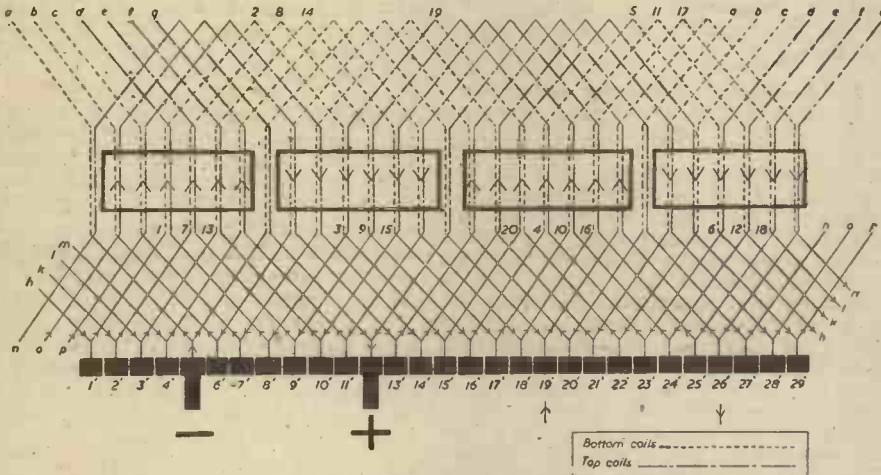 a b c d e f g 2 8 14 19 5 11 17 a b c d e f
1 7 13 3 9 15 20 4 10 16 6 12 18
m l k h n o p
n o p m l k h
1' 2' 3' 4' 6' 7' 8' 9' 10' 11' 13' 14' 15' 16' 17' 18' 19' 20' 21' 22' 23' 24' 25' 26' 27' 28' 29'
− +
Bottom coils
Top coils